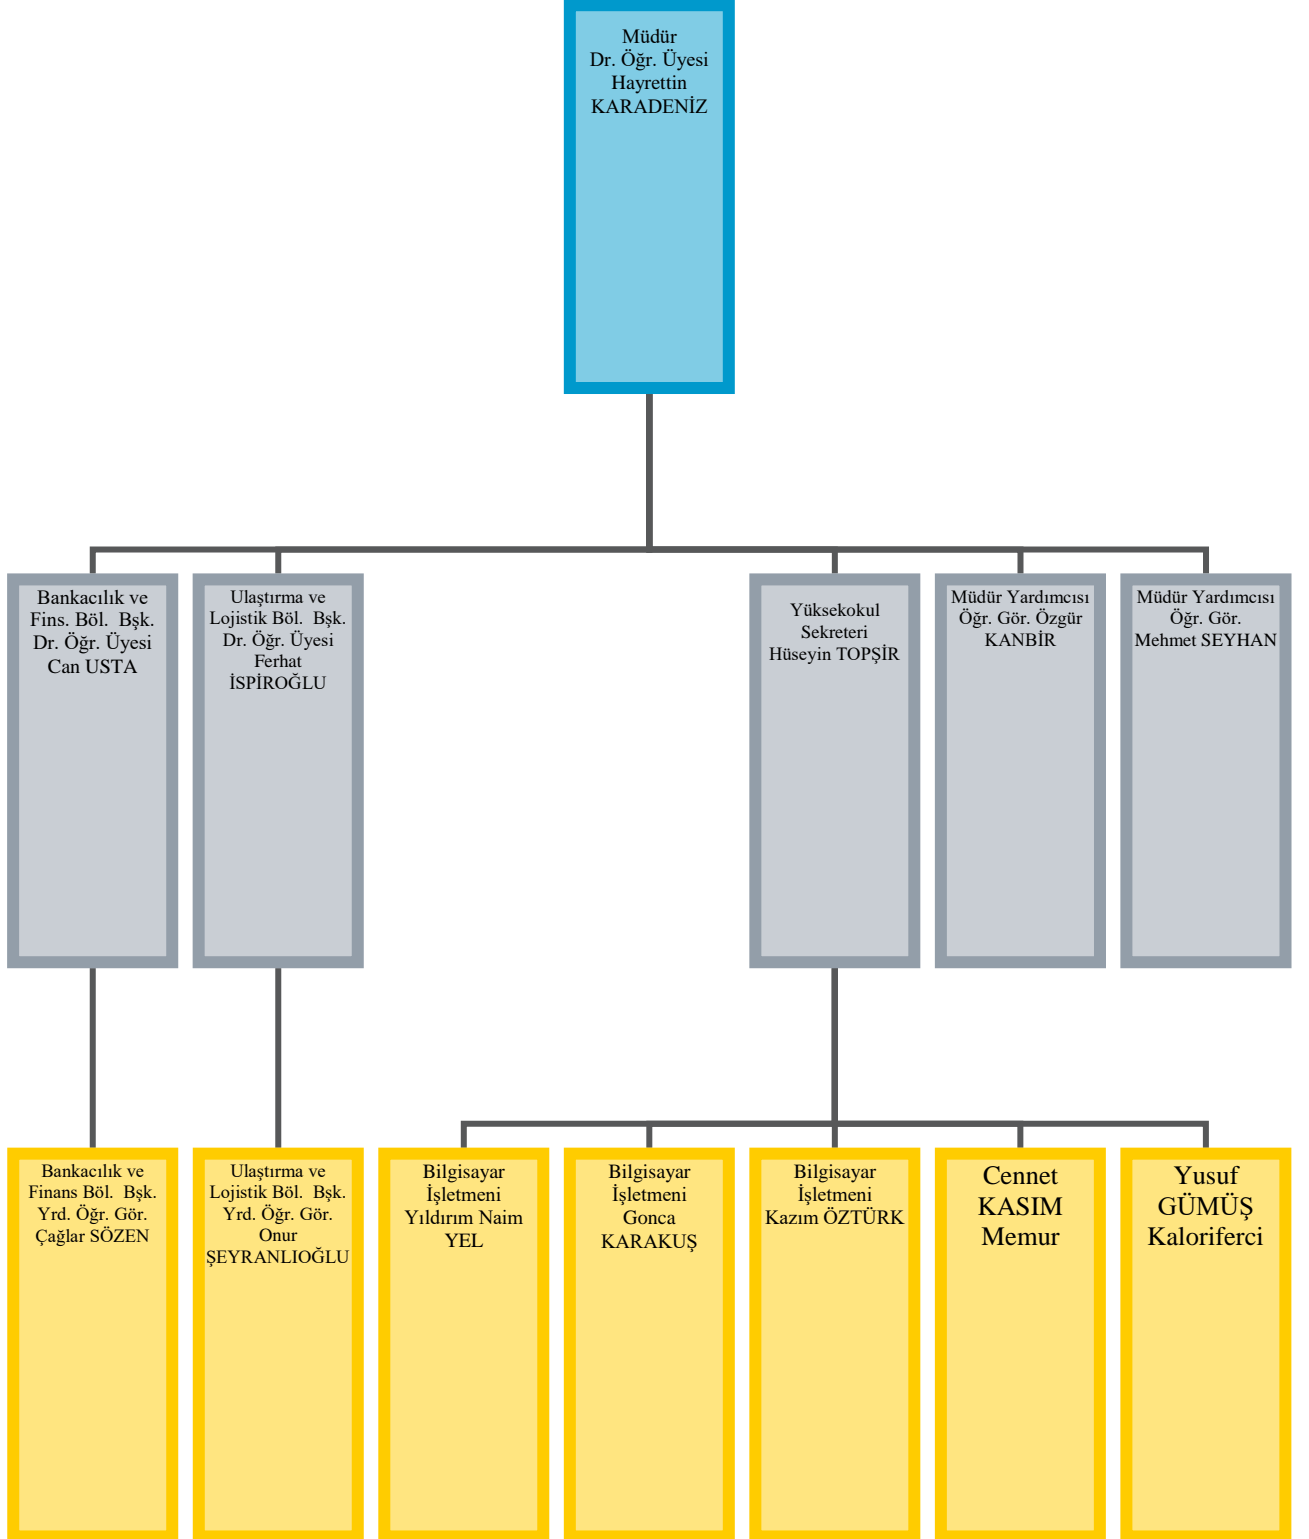 Müdür
Dr. Öğr. Üyesi
Hayrettin
KARADENİZ
Bankacılık ve
Fins. Böl.  Bşk.
Dr. Öğr. Üyesi
Can USTA
Ulaştırma ve
Lojistik Böl.  Bşk.
Dr. Öğr. Üyesi
Ferhat
İSPİROĞLU
Yüksekokul
Sekreteri
Hüseyin TOPŞİR
Müdür Yardımcısı
Öğr. Gör. Özgür
KANBİR
Müdür Yardımcısı
Öğr. Gör.
Mehmet SEYHAN
Bankacılık ve
Finans Böl.  Bşk.
Yrd. Öğr. Gör.
Çağlar SÖZEN
Ulaştırma ve
Lojistik Böl.  Bşk.
Yrd. Öğr. Gör.
Onur
ŞEYRANLIOĞLU
Bilgisayar
İşletmeni
Yıldırım Naim
YEL
Bilgisayar
İşletmeni
Gonca
KARAKUŞ
Bilgisayar
İşletmeni
Kazım ÖZTÜRK
Cennet
KASIM
Memur
Yusuf
GÜMÜŞ
Kaloriferci